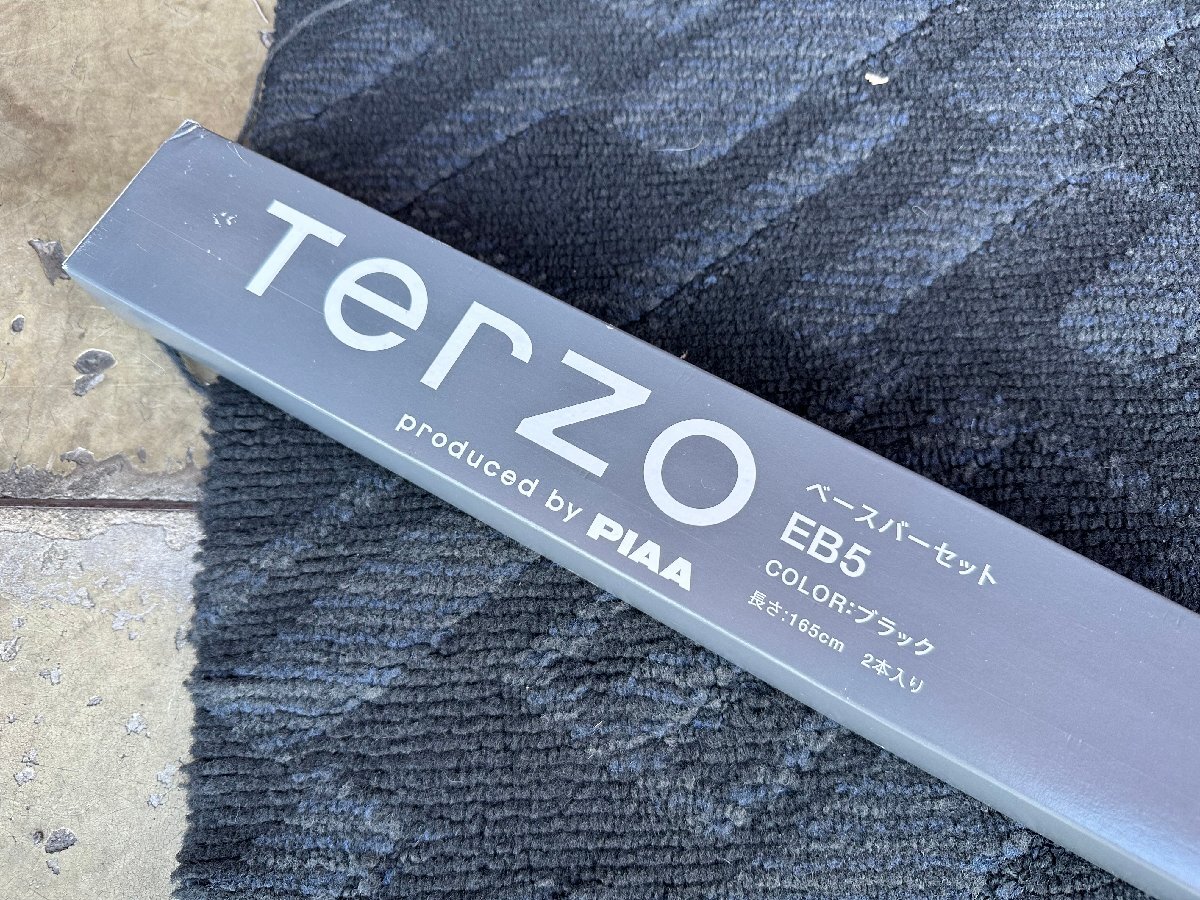 Terzo
produced by PIAA
ベースバーセット
EB5
COLOR:ブラック
長さ:165cm 2本入り